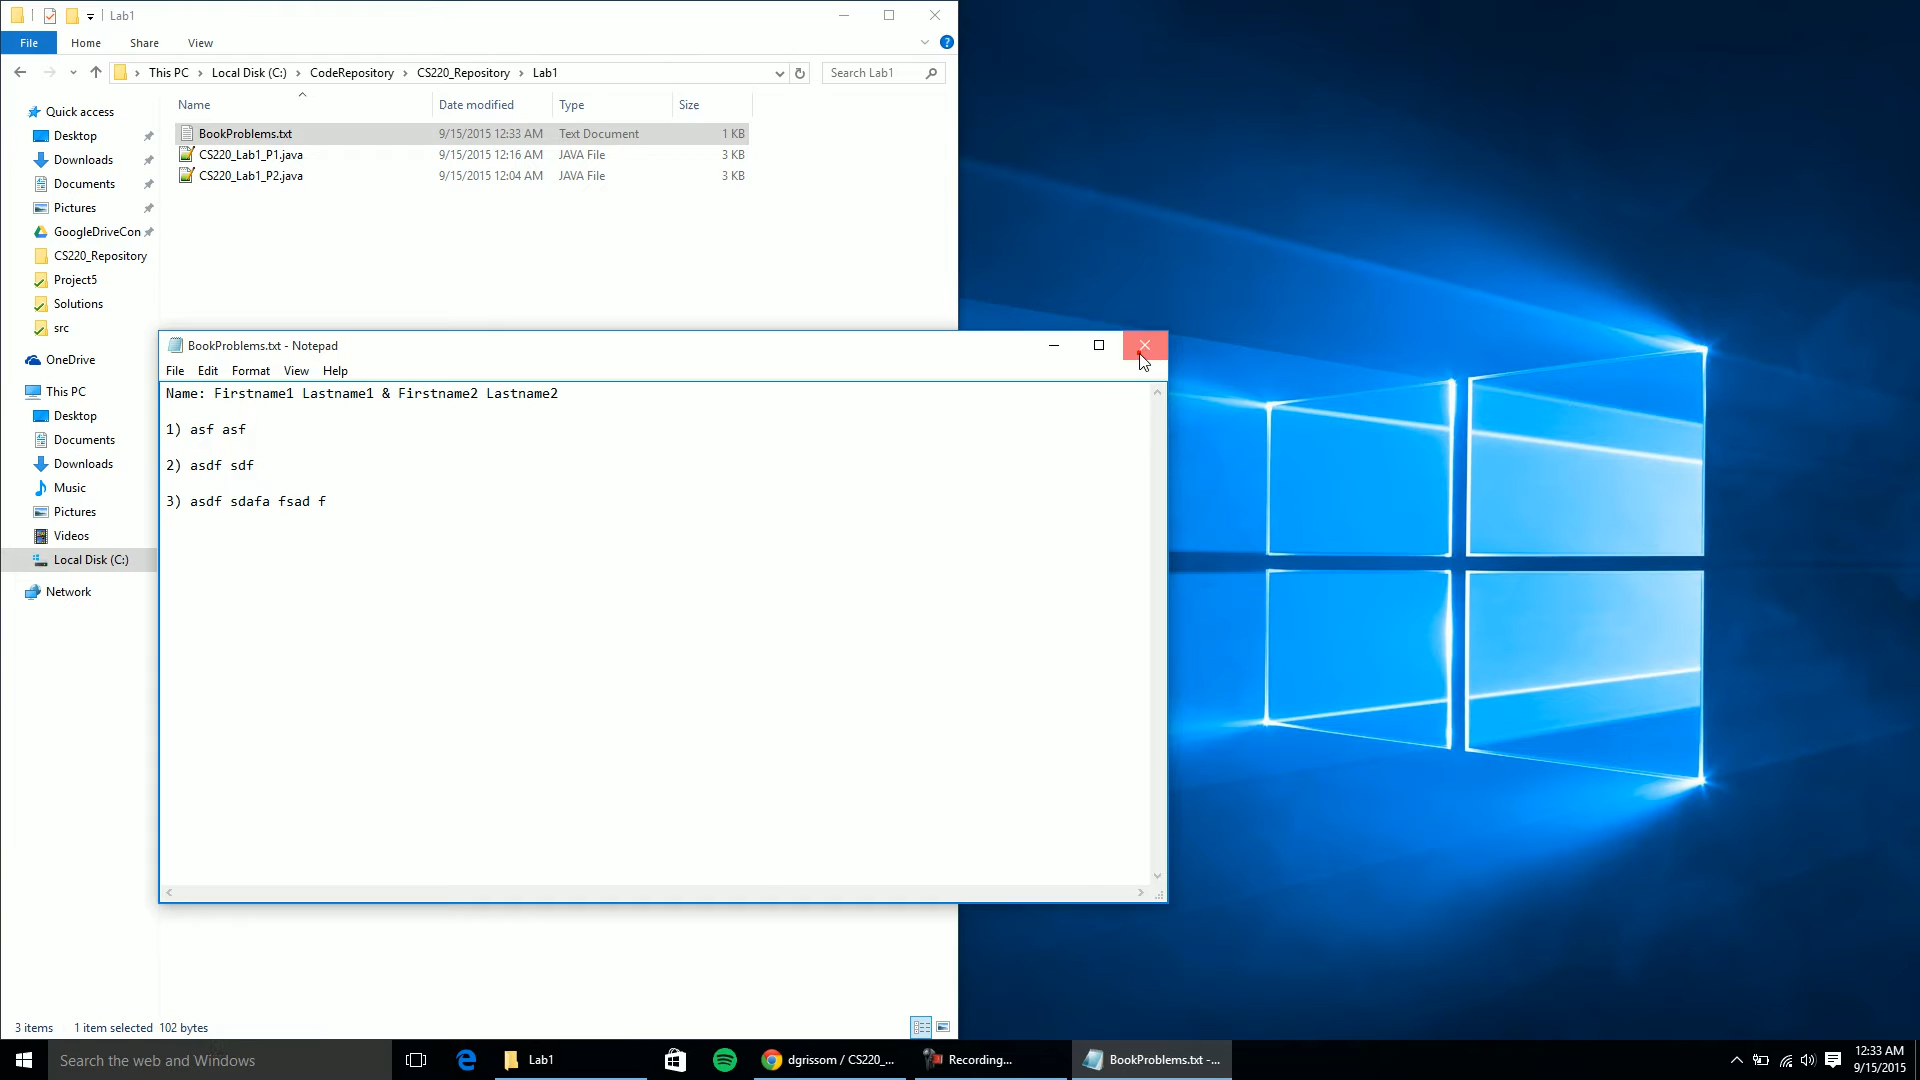 Lab1
File Home Share View
This PC Local Disk (C:) CodeRepository CS220_Repository Lab1
Search Lab1
Name Date modified Type Size
BookProblems.txt 9/15/2015 12:33 AM Text Document 1 KB
CS220_Lab1_P1.java 9/15/2015 12:16 AM JAVA File 3 KB
CS220_Lab1_P2.java 9/15/2015 12:04 AM JAVA File 3 KB
Quick access
Desktop
Downloads
Documents
Pictures
GoogleDriveCon
CS220_Repository
Project5
Solutions
src
OneDrive
This PC
Desktop
Documents
Downloads
Music
Pictures
Videos
Local Disk (C:)
Network
BookProblems.txt - Notepad
File Edit Format View Help
Name: Firstname1 Lastname1 & Firstname2 Lastname2
1) asf asf
2) asdf sdf
3) asdf sdafa fsad f
3 items 1 item selected 102 bytes
Search the web and Windows
Lab1
dgrissom / CS220_...
Recording...
BookProblems.txt -...
12:33 AM
9/15/2015